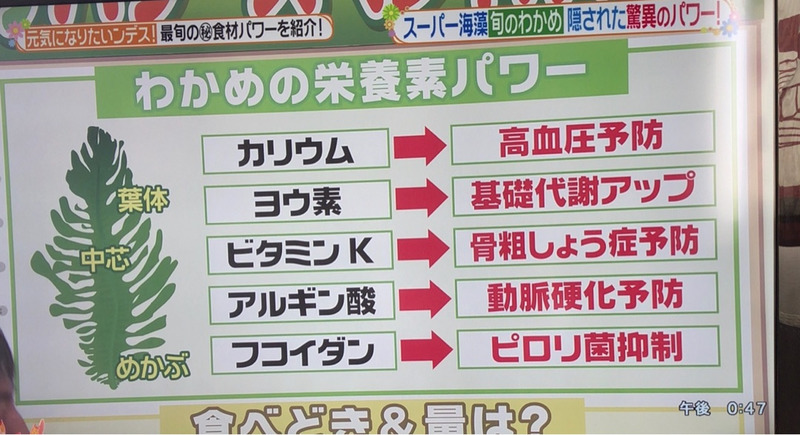 元気になりたいンデス! 最旬の㊙食材パワーを紹介!
スーパー海藻 旬のわかめ 隠された驚異のパワー!
わかめの栄養素パワー
葉体
中芯
めかぶ
カリウム 高血圧予防
ヨウ素 基礎代謝アップ
ビタミンK 骨粗しょう症予防
アルギン酸 動脈硬化予防
フコイダン ピロリ菌抑制
食べどき&量は?
午後 0:47